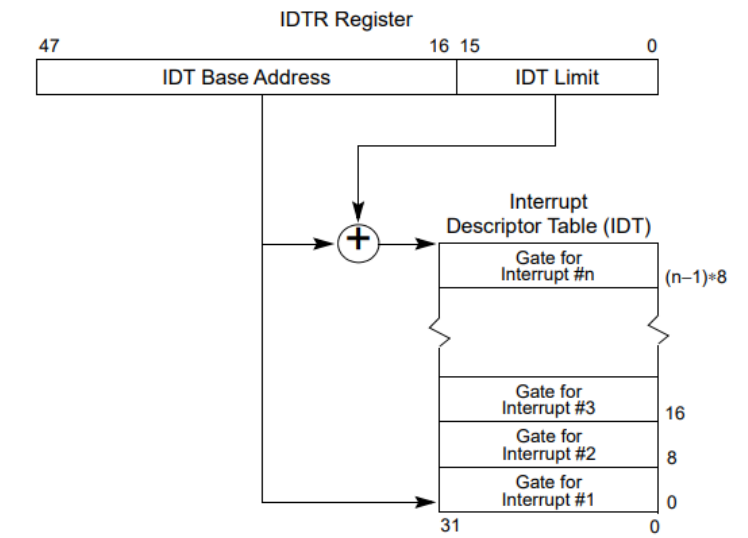 IDTR Register
47 16 15 0
IDT Base Address IDT Limit
+
Interrupt
Descriptor Table (IDT)
Gate for
Interrupt #n
(n–1)∗8
Gate for
Interrupt #3
16
Gate for
Interrupt #2
8
Gate for
Interrupt #1
0
31 0